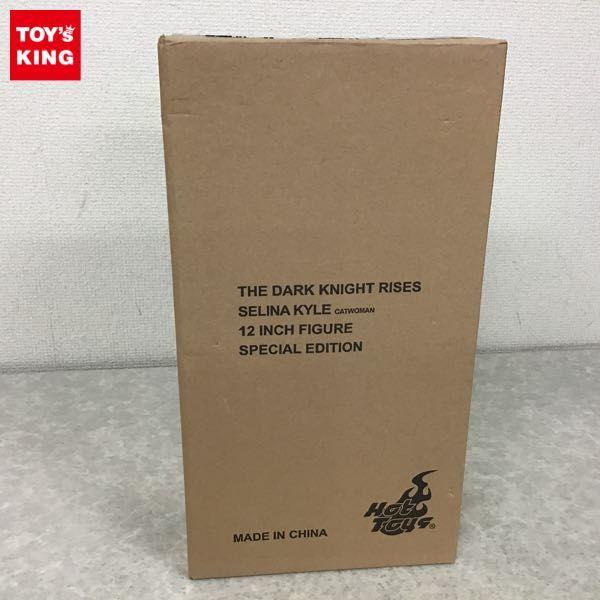 TOY'S
KING
THE DARK KNIGHT RISES
SELINA KYLE CATWOMAN
12 INCH FIGURE
SPECIAL EDITION
Hot
Toys®
MADE IN CHINA